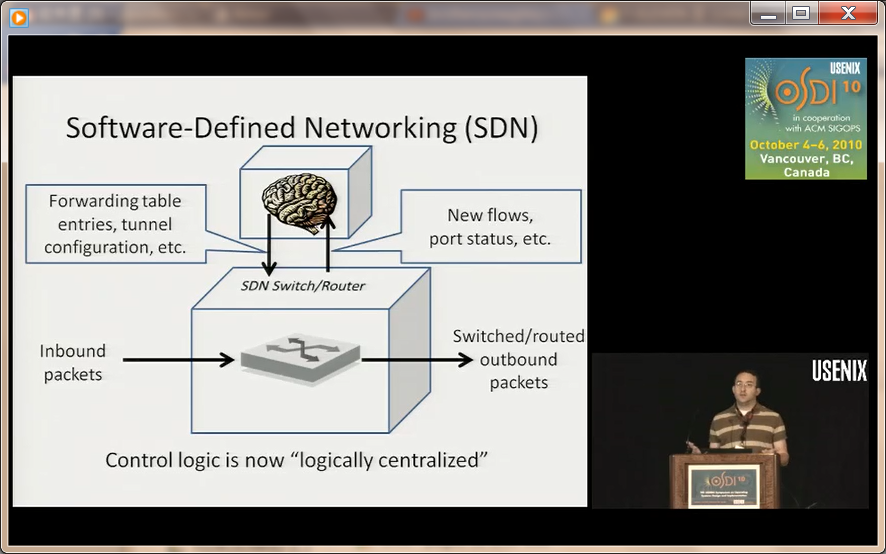 Software-Defined Networking (SDN)
Forwarding table
entries, tunnel
configuration, etc.
New flows,
port status, etc.
SDN Switch/Router
Inbound
packets
Switched/routed
outbound
packets
Control logic is now “logically centralized”
USENIX
OSDI 10
in cooperation
with ACM SIGOPS
October 4–6, 2010
Vancouver, BC,
Canada
USENIX
OSDI 10